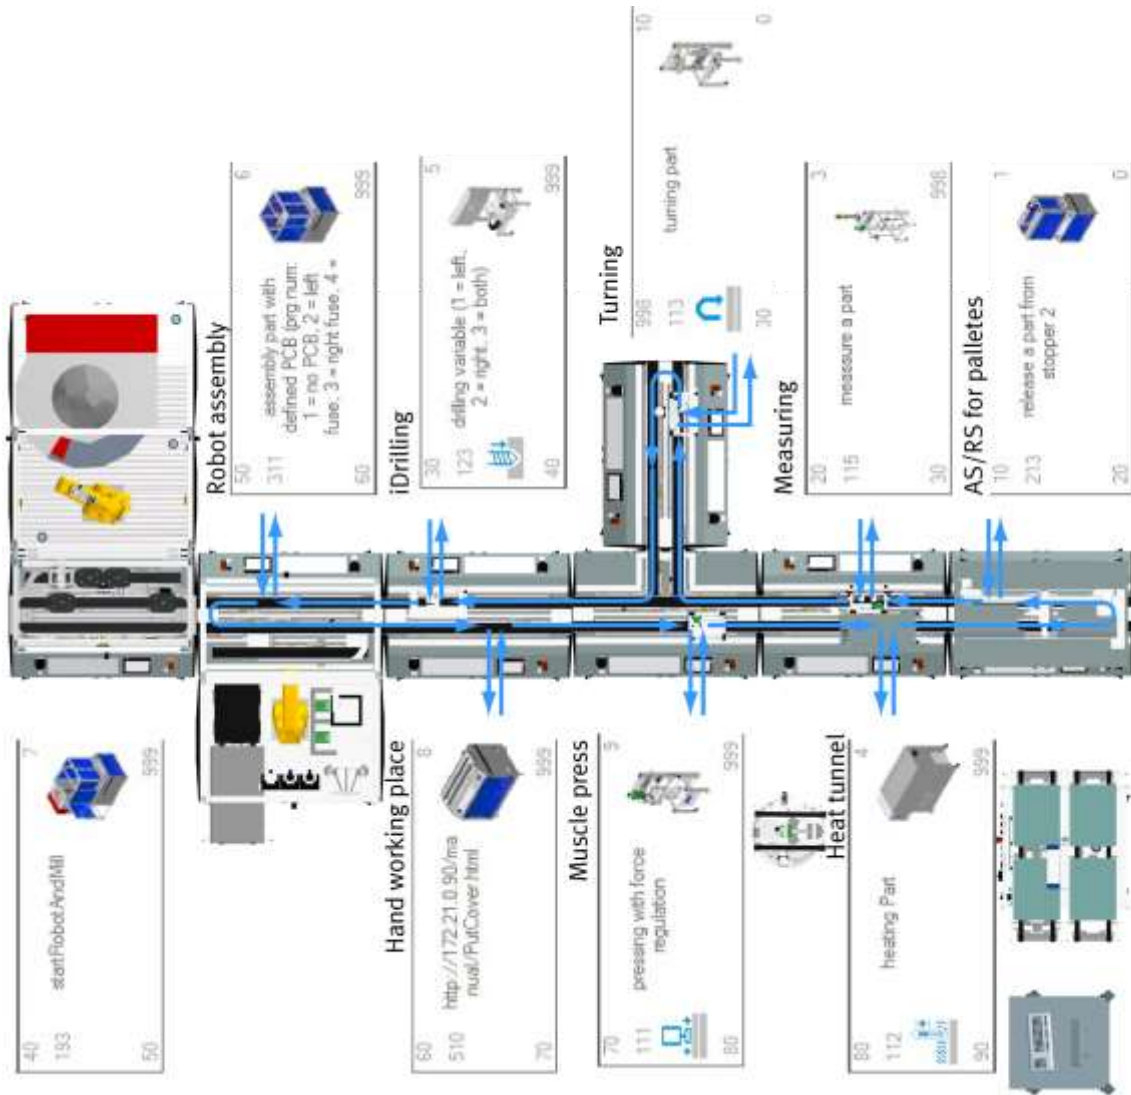 40 7
193 startRobotAndMill
50 999
Robot assembly
50 6
311 assembly part with
defined PCB (prg num:
1 = no PCB, 2 = left
fuse, 3 = right fuse, 4 =
60 999
Hand working place
60 8
510 http://172.21.0.90/ma
nual/PutCover.html
70 999
iDrilling
30 5
123 drilling variable (1 = left,
2 = right, 3 = both)
40 999
Muscle press
70 9
111 pressing with force
regulation
80 999
Turning
998 10
113 turning part
30 0
Heat tunnel
80 4
112 heating Part
90 999
Measuring
20 3
115 meassure a part
30 998
AS/RS for palletes
10 1
213 release a part from
stopper 2
20 0